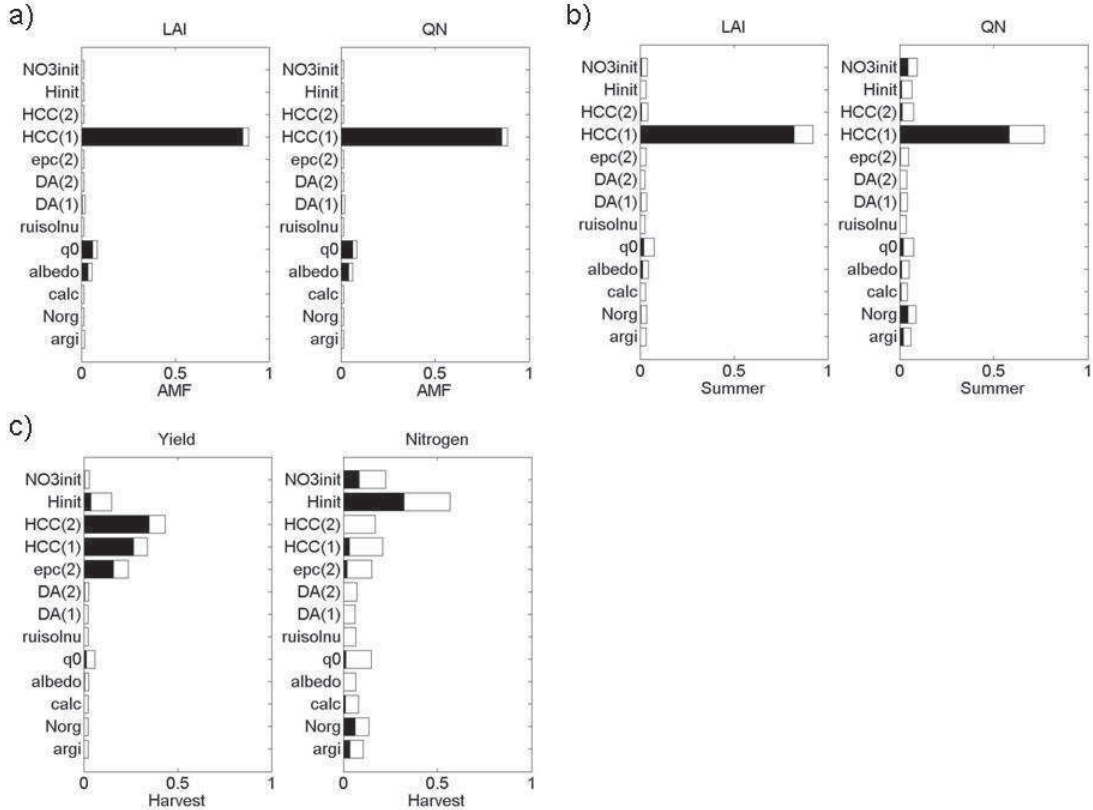 a)
LAI
NO3init
Hinit
HCC(2)
HCC(1)
epc(2)
DA(2)
DA(1)
ruisolnu
q0
albedo
calc
Norg
argi
0 0.5 1
AMF
QN
NO3init
Hinit
HCC(2)
HCC(1)
epc(2)
DA(2)
DA(1)
ruisolnu
q0
albedo
calc
Norg
argi
0 0.5 1
AMF
b)
LAI
NO3init
Hinit
HCC(2)
HCC(1)
epc(2)
DA(2)
DA(1)
ruisolnu
q0
albedo
calc
Norg
argi
0 0.5 1
Summer
QN
NO3init
Hinit
HCC(2)
HCC(1)
epc(2)
DA(2)
DA(1)
ruisolnu
q0
albedo
calc
Norg
argi
0 0.5 1
Summer
c)
Yield
NO3init
Hinit
HCC(2)
HCC(1)
epc(2)
DA(2)
DA(1)
ruisolnu
q0
albedo
calc
Norg
argi
0 0.5 1
Harvest
Nitrogen
NO3init
Hinit
HCC(2)
HCC(1)
epc(2)
DA(2)
DA(1)
ruisolnu
q0
albedo
calc
Norg
argi
0 0.5 1
Harvest